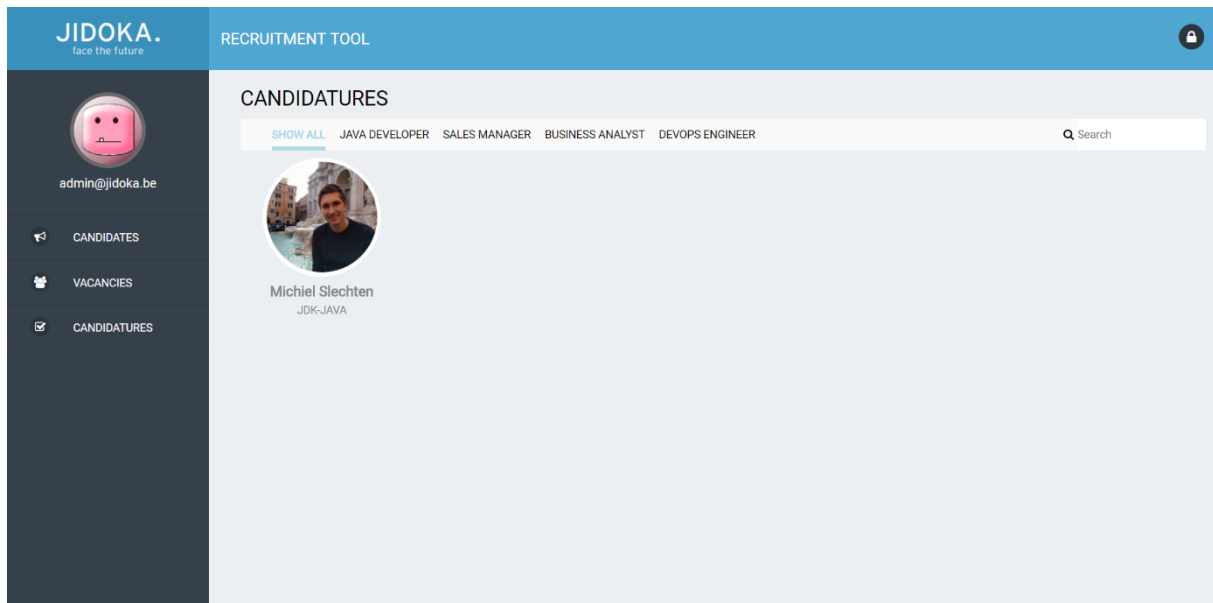 JIDOKA.
face the future
RECRUITMENT TOOL
admin@jidoka.be
CANDIDATES
VACANCIES
CANDIDATURES
CANDIDATURES
SHOW ALL JAVA DEVELOPER SALES MANAGER BUSINESS ANALYST DEVOPS ENGINEER Search
Michiel Slechten
JDK-JAVA